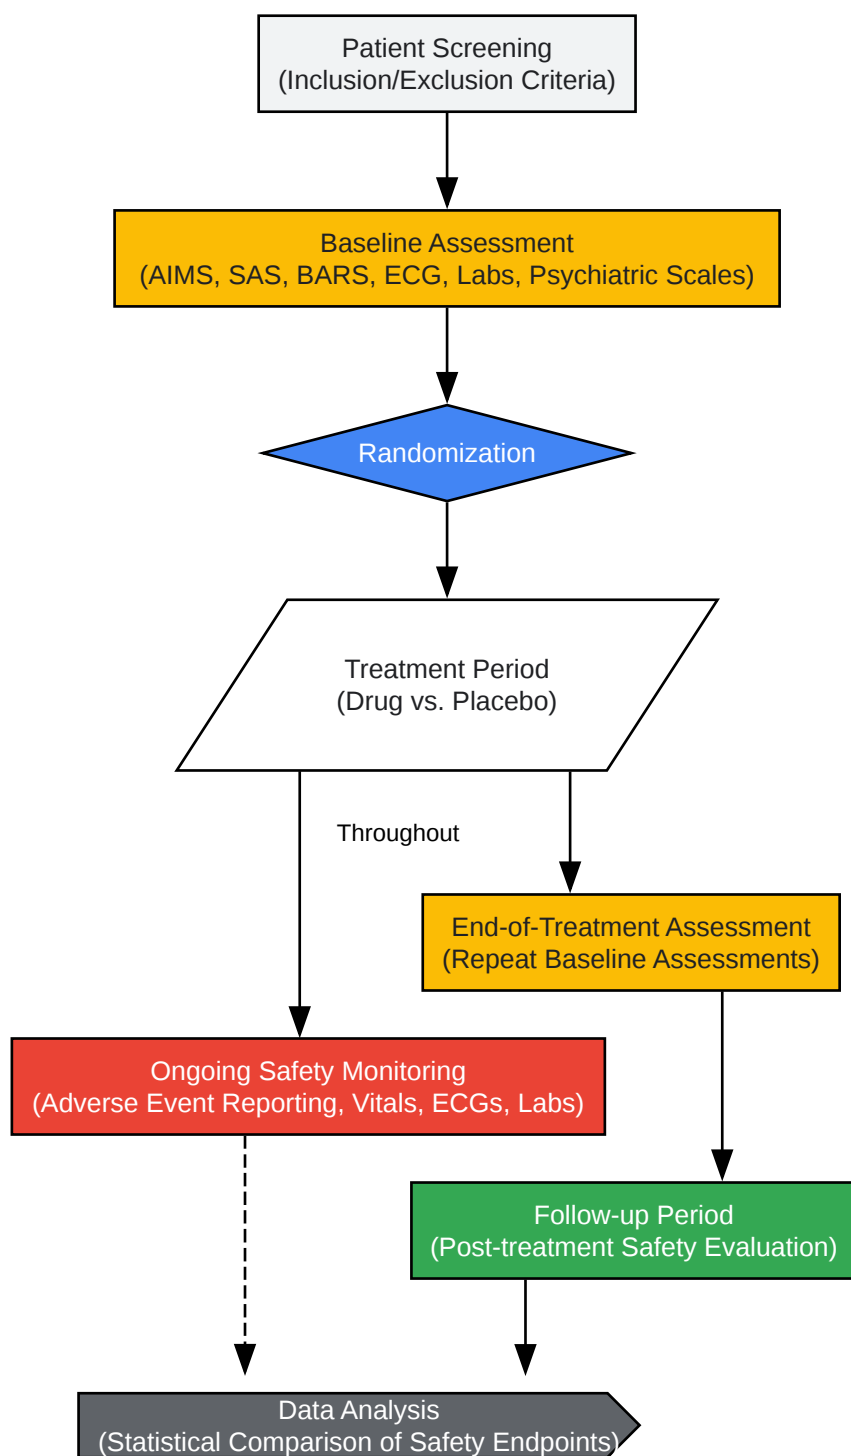 Patient Screening
(Inclusion/Exclusion Criteria)
Baseline Assessment
(AIMS, SAS, BARS, ECG, Labs, Psychiatric Scales)
Randomization
Treatment Period
(Drug vs. Placebo)
Throughout
End-of-Treatment Assessment
(Repeat Baseline Assessments)
Ongoing Safety Monitoring
(Adverse Event Reporting, Vitals, ECGs, Labs)
Follow-up Period
(Post-treatment Safety Evaluation)
Data Analysis
(Statistical Comparison of Safety Endpoints)